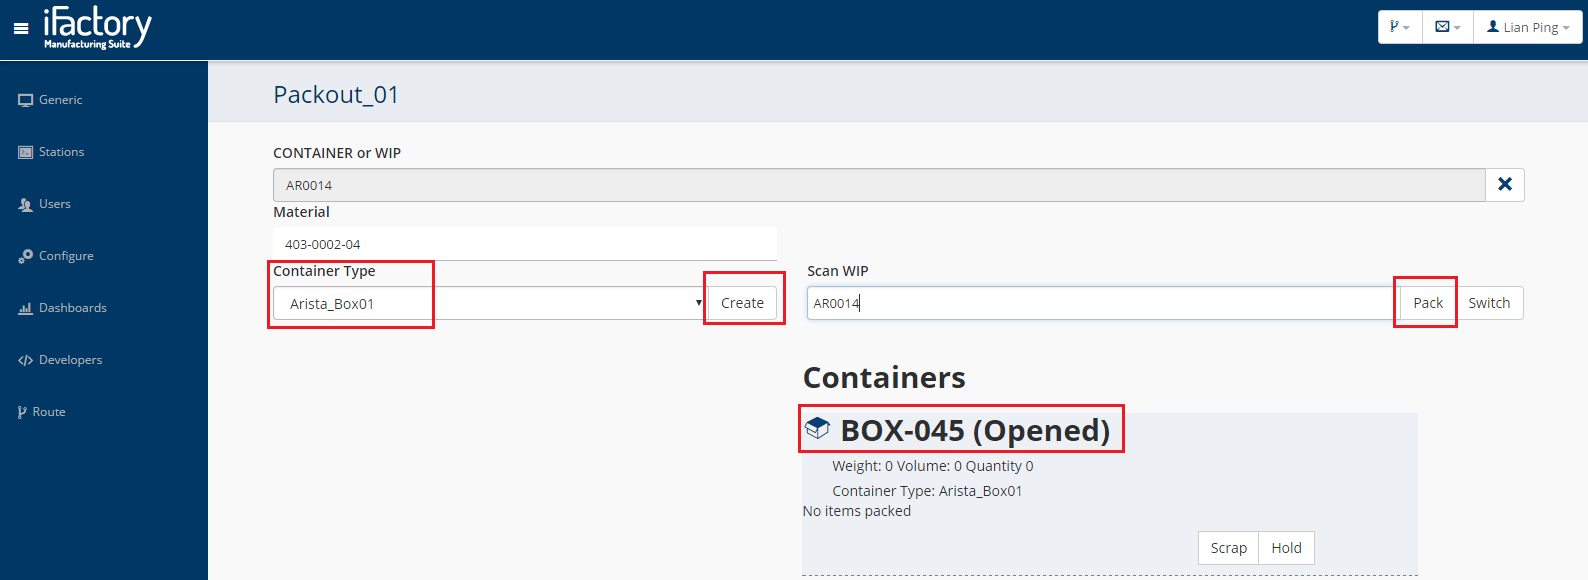 iFactory
Manufacturing Suite
Lian Ping
Generic
Stations
Users
Configure
Dashboards
Developers
Route
Packout_01
CONTAINER or WIP
AR0014
Material
403-0002-04
Container Type
Arista_Box01
Create
Scan WIP
AR0014
Pack
Switch
Containers
BOX-045 (Opened)
Weight: 0 Volume: 0 Quantity 0
Container Type: Arista_Box01
No items packed
Scrap
Hold